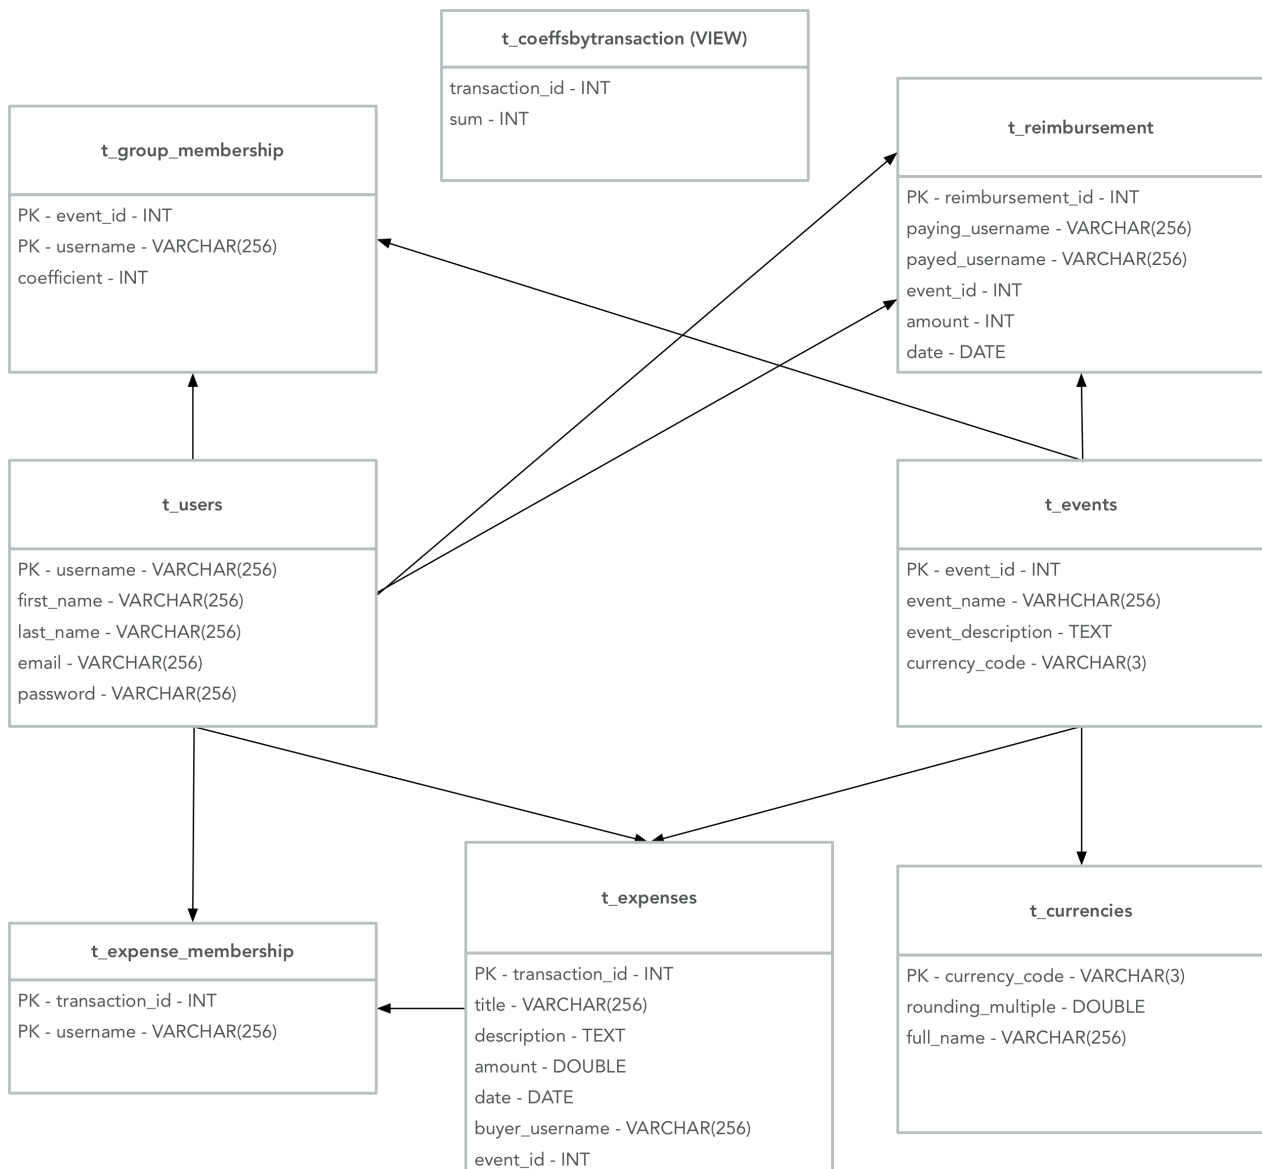 t_coeffsbytransaction (VIEW)
transaction_id - INT
sum - INT
t_group_membership
PK - event_id - INT
PK - username - VARCHAR(256)
coefficient - INT
t_reimbursement
PK - reimbursement_id - INT
paying_username - VARCHAR(256)
payed_username - VARCHAR(256)
event_id - INT
amount - INT
date - DATE
t_users
PK - username - VARCHAR(256)
first_name - VARCHAR(256)
last_name - VARCHAR(256)
email - VARCHAR(256)
password - VARCHAR(256)
t_events
PK - event_id - INT
event_name - VARHCHAR(256)
event_description - TEXT
currency_code - VARCHAR(3)
t_expense_membership
PK - transaction_id - INT
PK - username - VARCHAR(256)
t_expenses
PK - transaction_id - INT
title - VARCHAR(256)
description - TEXT
amount - DOUBLE
date - DATE
buyer_username - VARCHAR(256)
event_id - INT
t_currencies
PK - currency_code - VARCHAR(3)
rounding_multiple - DOUBLE
full_name - VARCHAR(256)